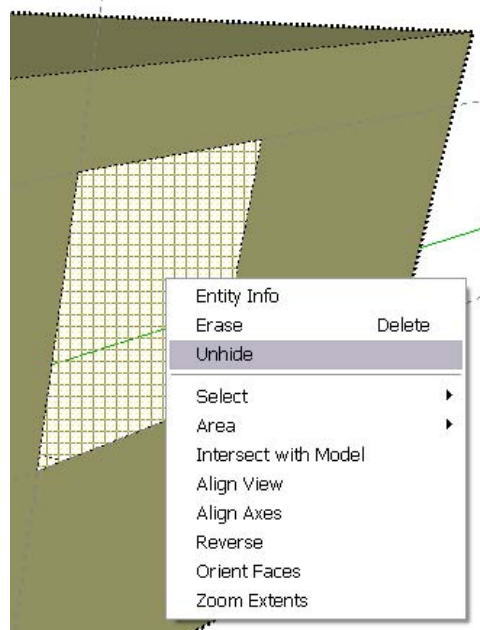 Entity Info
Erase Delete
Unhide
Select
Area
Intersect with Model
Align View
Align Axes
Reverse
Orient Faces
Zoom Extents